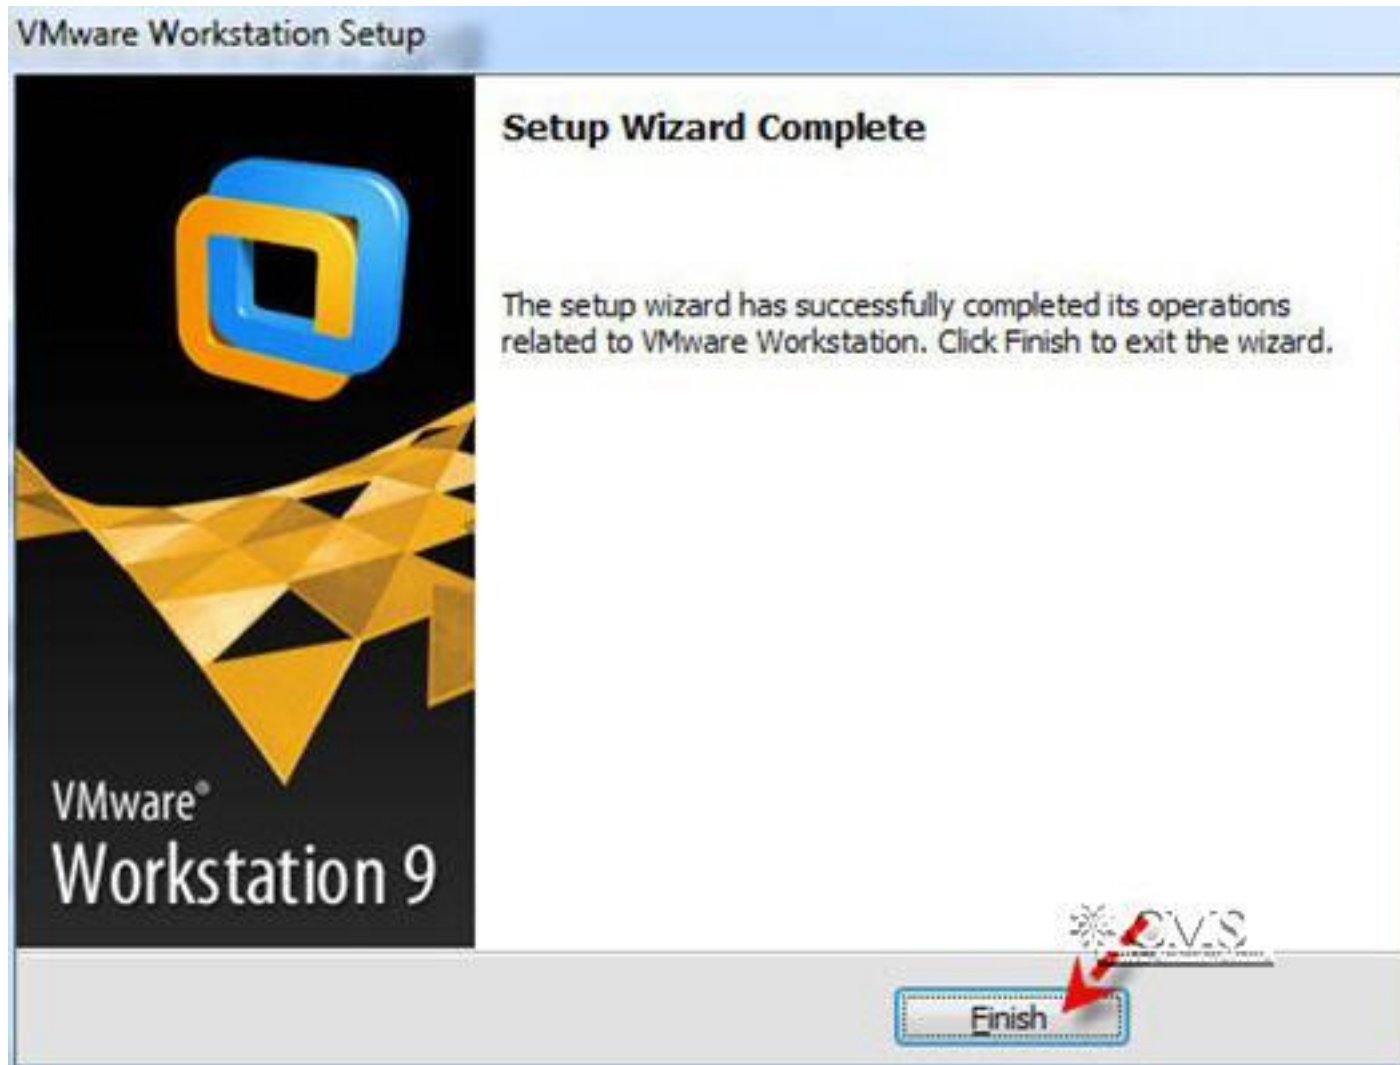 VMware Workstation Setup
Setup Wizard Complete
The setup wizard has successfully completed its operations
related to VMware Workstation. Click Finish to exit the wizard.
VMware®
Workstation 9
Finish